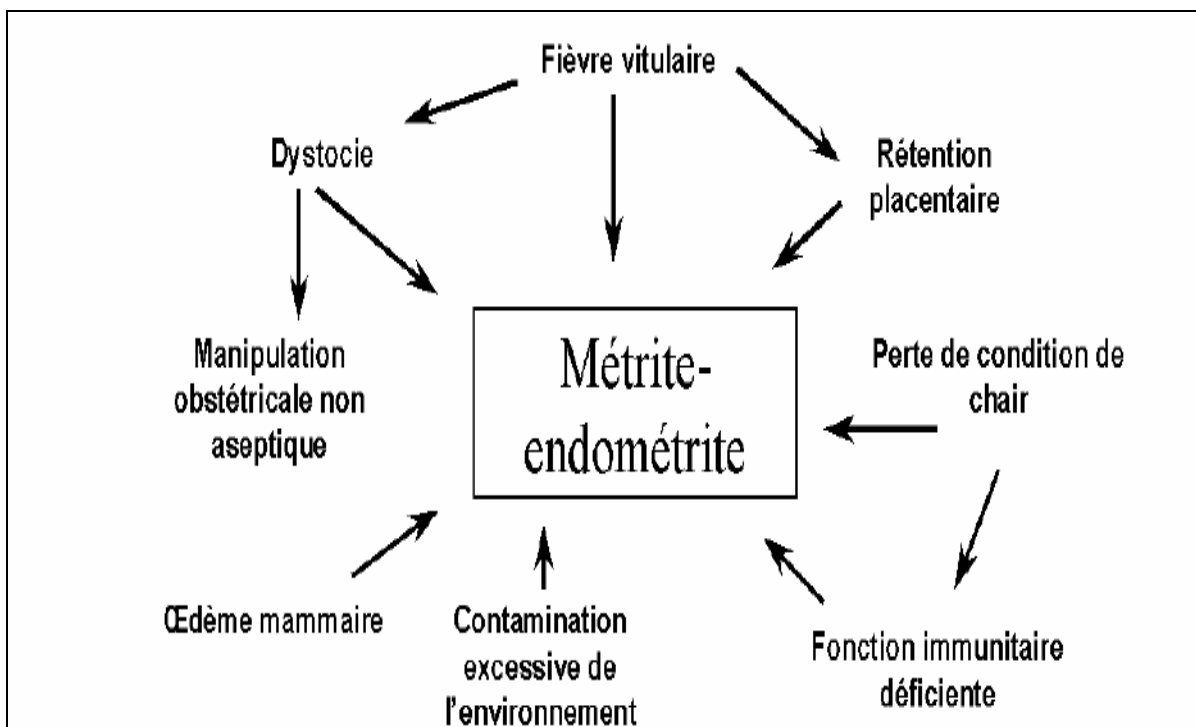 Fièvre vitulaire
Dystocie
Rétention
placentaire
Manipulation
obstétricale non
aseptique
Métrite-
endométrite
Perte de condition de
chair
Œdème mammaire
Contamination
excessive de
l'environnement
Fonction immunitaire
déficiente